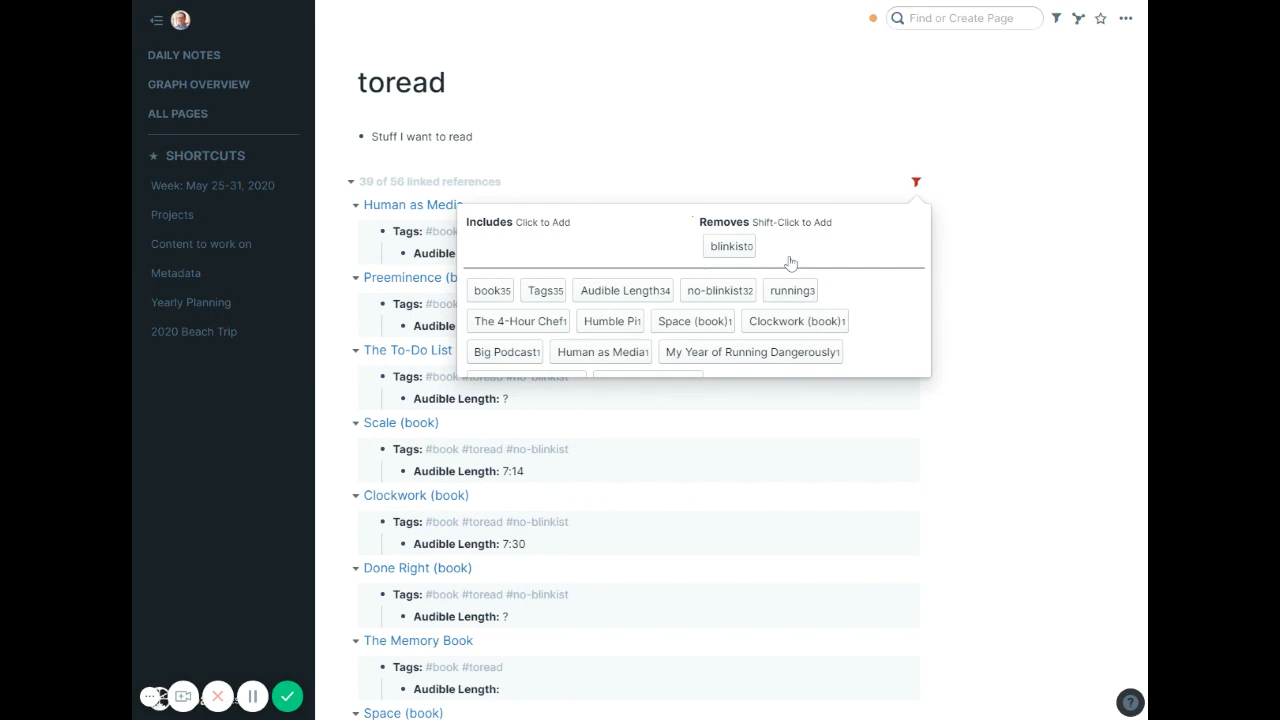 Find or Create Page
DAILY NOTES
GRAPH OVERVIEW
ALL PAGES
★ SHORTCUTS
Week: May 25-31, 2020
Projects
Content to work on
Metadata
Yearly Planning
2020 Beach Trip
toread
Stuff I want to read
39 of 56 linked references
Human as Media
Tags: #book
Audible
Preeminence (b
Tags: #book
Audible
The To-Do List
Tags: #book #toread #no-blinkist
Audible Length: ?
Scale (book)
Tags: #book #toread #no-blinkist
Audible Length: 7:14
Clockwork (book)
Tags: #book #toread #no-blinkist
Audible Length: 7:30
Done Right (book)
Tags: #book #toread #no-blinkist
Audible Length: ?
The Memory Book
Tags: #book #toread
Audible Length:
Space (book)
Includes Click to Add
Removes Shift-Click to Add
blinkist0
book35 Tags35 Audible Length34 no-blinkist32 running3
The 4-Hour Chef1 Humble Pi1 Space (book)1 Clockwork (book)1
Big Podcast1 Human as Media1 My Year of Running Dangerously1
?